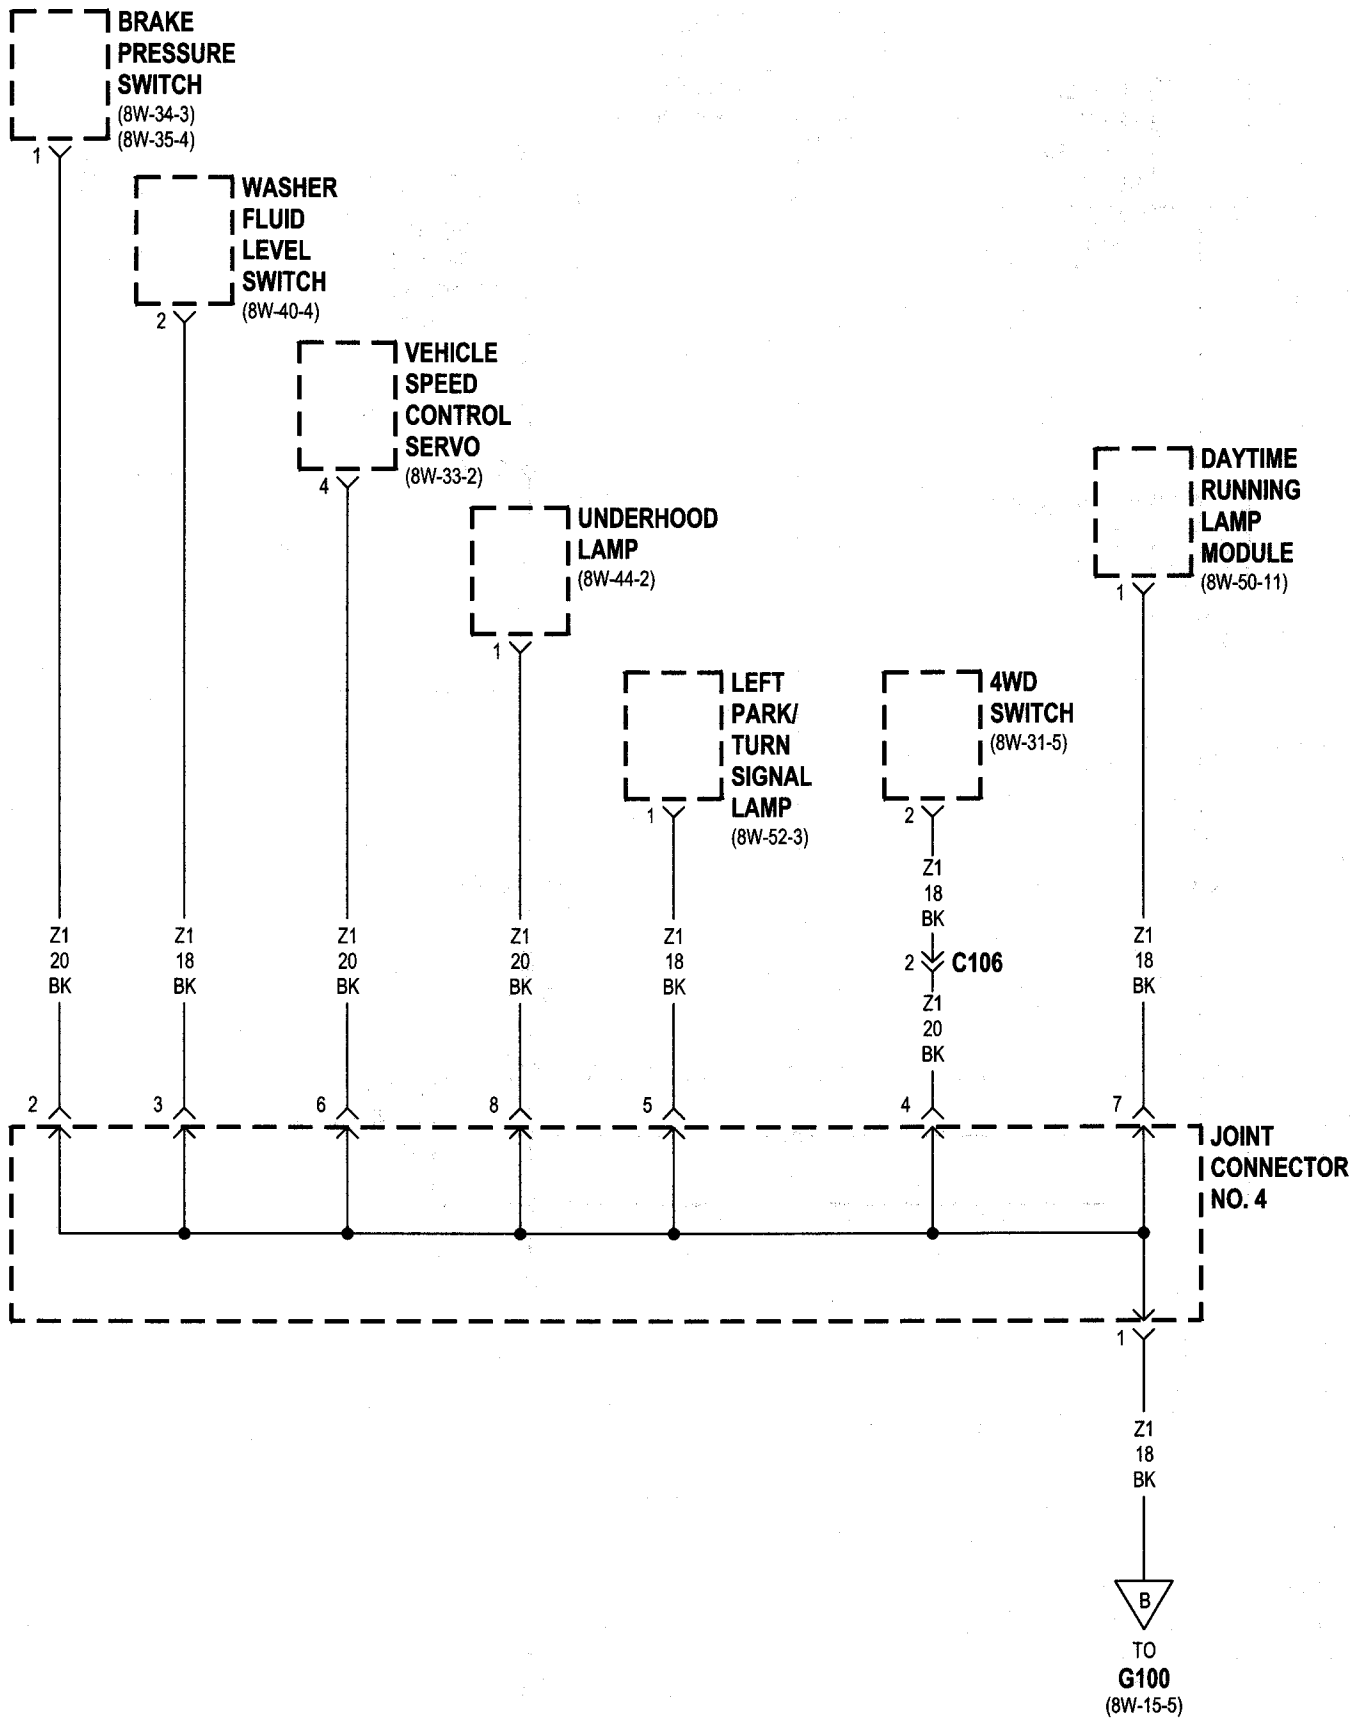 BRAKE
PRESSURE
SWITCH
(8W-34-3)
(8W-35-4)
1
WASHER
FLUID
LEVEL
SWITCH
(8W-40-4)
2
VEHICLE
SPEED
CONTROL
SERVO
(8W-33-2)
4
UNDERHOOD
LAMP
(8W-44-2)
1
DAYTIME
RUNNING
LAMP
MODULE
(8W-50-11)
1
LEFT
PARK/
TURN
SIGNAL
LAMP
(8W-52-3)
1
4WD
SWITCH
(8W-31-5)
2
Z1
18
BK
2 C106
Z1
20
BK
Z1
20
BK
Z1
18
BK
Z1
20
BK
Z1
20
BK
Z1
18
BK
Z1
18
BK
2 3 6 8 5 4 7
JOINT
CONNECTOR
NO. 4
1
Z1
18
BK
B
TO
G100
(8W-15-5)